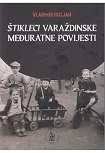 VLADIMIR HUZJAN
ŠTIKLECI VARAŽDINSKE
MEĐURATNE POVIJESTI